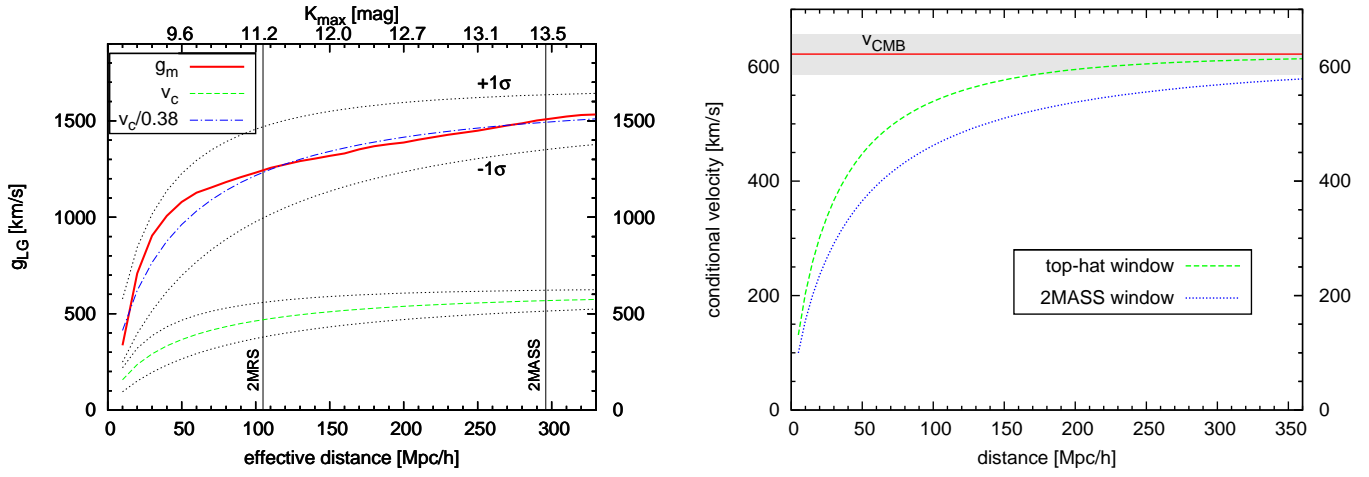 K_max [mag]
9.6 11.2 12.0 12.7 13.1 13.5
g_m
v_c
v_c/0.38
+1σ
-1σ
2MRS
2MASS
g_LG [km/s]
1500 1500
1000 1000
500 500
0 0
0 50 100 150 200 250 300
effective distance [Mpc/h]
v_CMB
conditional velocity [km/s]
600 600
400 400
200 200
0 0
top-hat window
2MASS window
0 50 100 150 200 250 300 350
distance [Mpc/h]